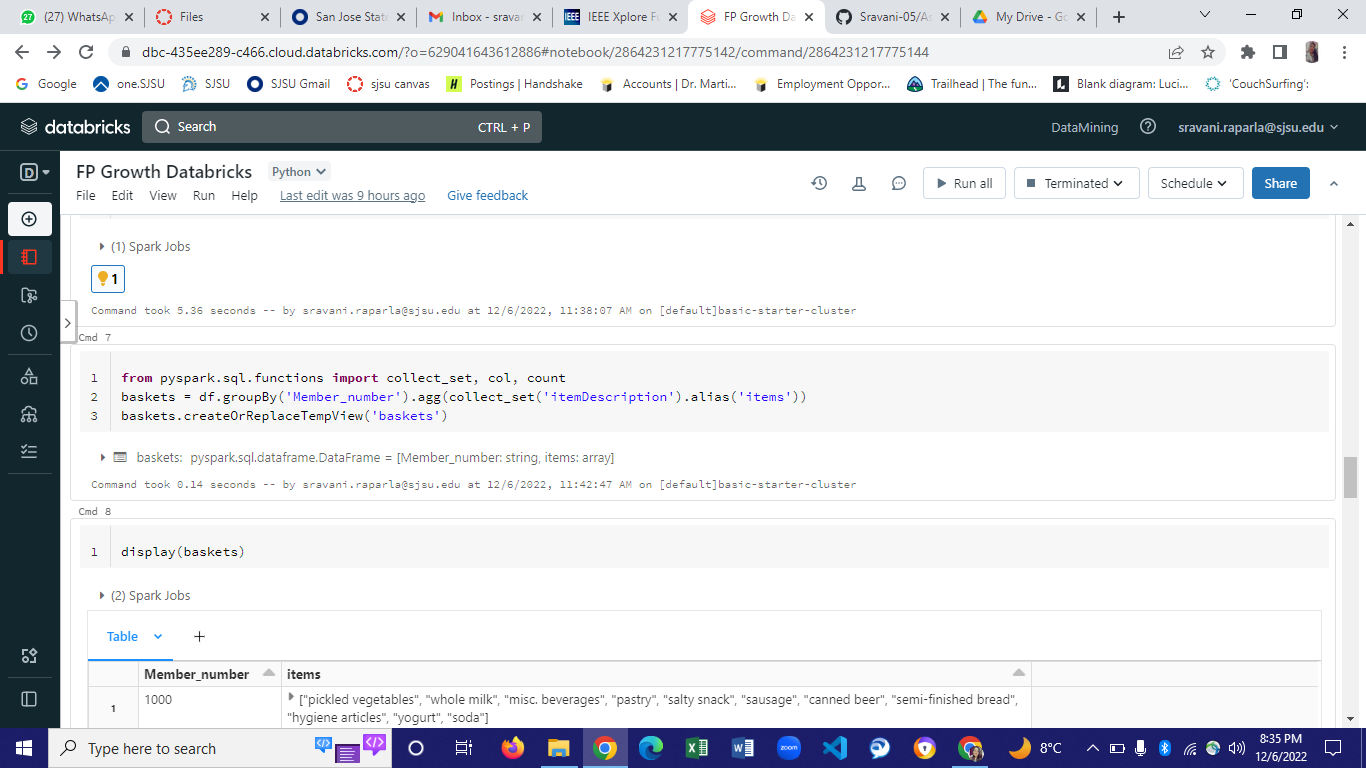 (27) WhatsAp
Files
San Jose State
Inbox - sravan
IEEE Xplore Fu
FP Growth Da
Sravani-05/As
My Drive - Go
dbc-435ee289-c466.cloud.databricks.com/?o=629041643612886#notebook/2864231217775142/command/2864231217775144
Google
one.SJSU
SJSU
SJSU Gmail
sjsu canvas
Postings | Handshake
Accounts | Dr. Marti...
Employment Oppor...
Trailhead | The fun...
Blank diagram: Luci...
'CouchSurfing':
databricks
Search
CTRL + P
DataMining
sravani.raparla@sjsu.edu
D
FP Growth Databricks
Python
File Edit View Run Help Last edit was 9 hours ago Give feedback
Run all
Terminated
Schedule
Share
(1) Spark Jobs
1
Command took 5.36 seconds -- by sravani.raparla@sjsu.edu at 12/6/2022, 11:38:07 AM on [default]basic-starter-cluster
Cmd 7
1 from pyspark.sql.functions import collect_set, col, count
2 baskets = df.groupBy('Member_number').agg(collect_set('itemDescription').alias('items'))
3 baskets.createOrReplaceTempView('baskets')
baskets: pyspark.sql.dataframe.DataFrame = [Member_number: string, items: array]
Command took 0.14 seconds -- by sravani.raparla@sjsu.edu at 12/6/2022, 11:42:47 AM on [default]basic-starter-cluster
Cmd 8
1 display(baskets)
(2) Spark Jobs
Table
Member_number items
1 1000 ["pickled vegetables", "whole milk", "misc. beverages", "pastry", "salty snack", "sausage", "canned beer", "semi-finished bread",
"hygiene articles", "yogurt", "soda"]
Type here to search
zoom
8°C
8:35 PM
12/6/2022